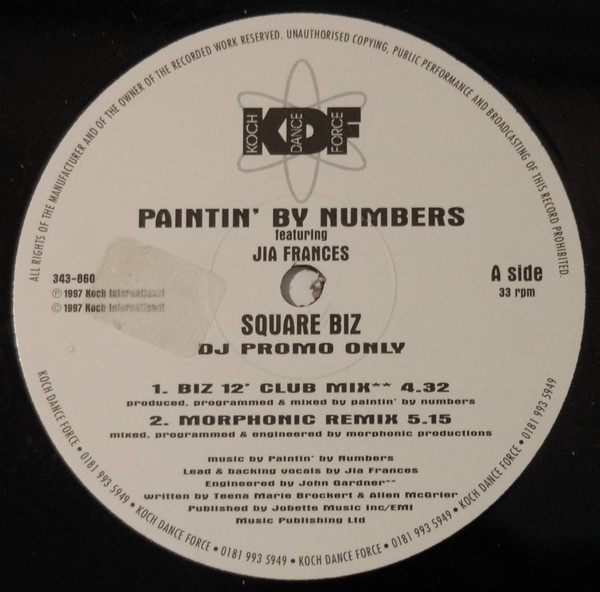 ALL RIGHTS OF THE MANUFACTURER AND OF THE OWNER OF THE RECORDED WORK RESERVED. UNAUTHORISED COPYING, PUBLIC PERFORMANCE AND BROADCASTING OF THIS RECORD PROHIBITED.
KDF
KOCH DANCE FORCE
PAINTIN' BY NUMBERS
featuring
JIA FRANCES
343-860
℗ 1997 Koch International
© 1997 Koch International
A side
33 rpm
SQUARE BIZ
DJ PROMO ONLY
1. BIZ 12' CLUB MIX** 4.32
produced, programmed & mixed by paintin' by numbers
2. MORPHONIC REMIX 5.15
mixed, programmed & engineered by morphonic productions
music by Paintin' by Numbers
Lead & backing vocals by Jia Frances
Engineered by John Gardner**
written by Teena Marie Brockert & Allen McGrier
Published by Jobette Music Inc/EMI
Music Publishing Ltd
KOCH DANCE FORCE • 0181 993 5949 • KOCH DANCE FORCE • 0181 993 5949 • KOCH DANCE FORCE • 0181 993 5949 • KOCH DANCE FORCE • 0181 993 5949